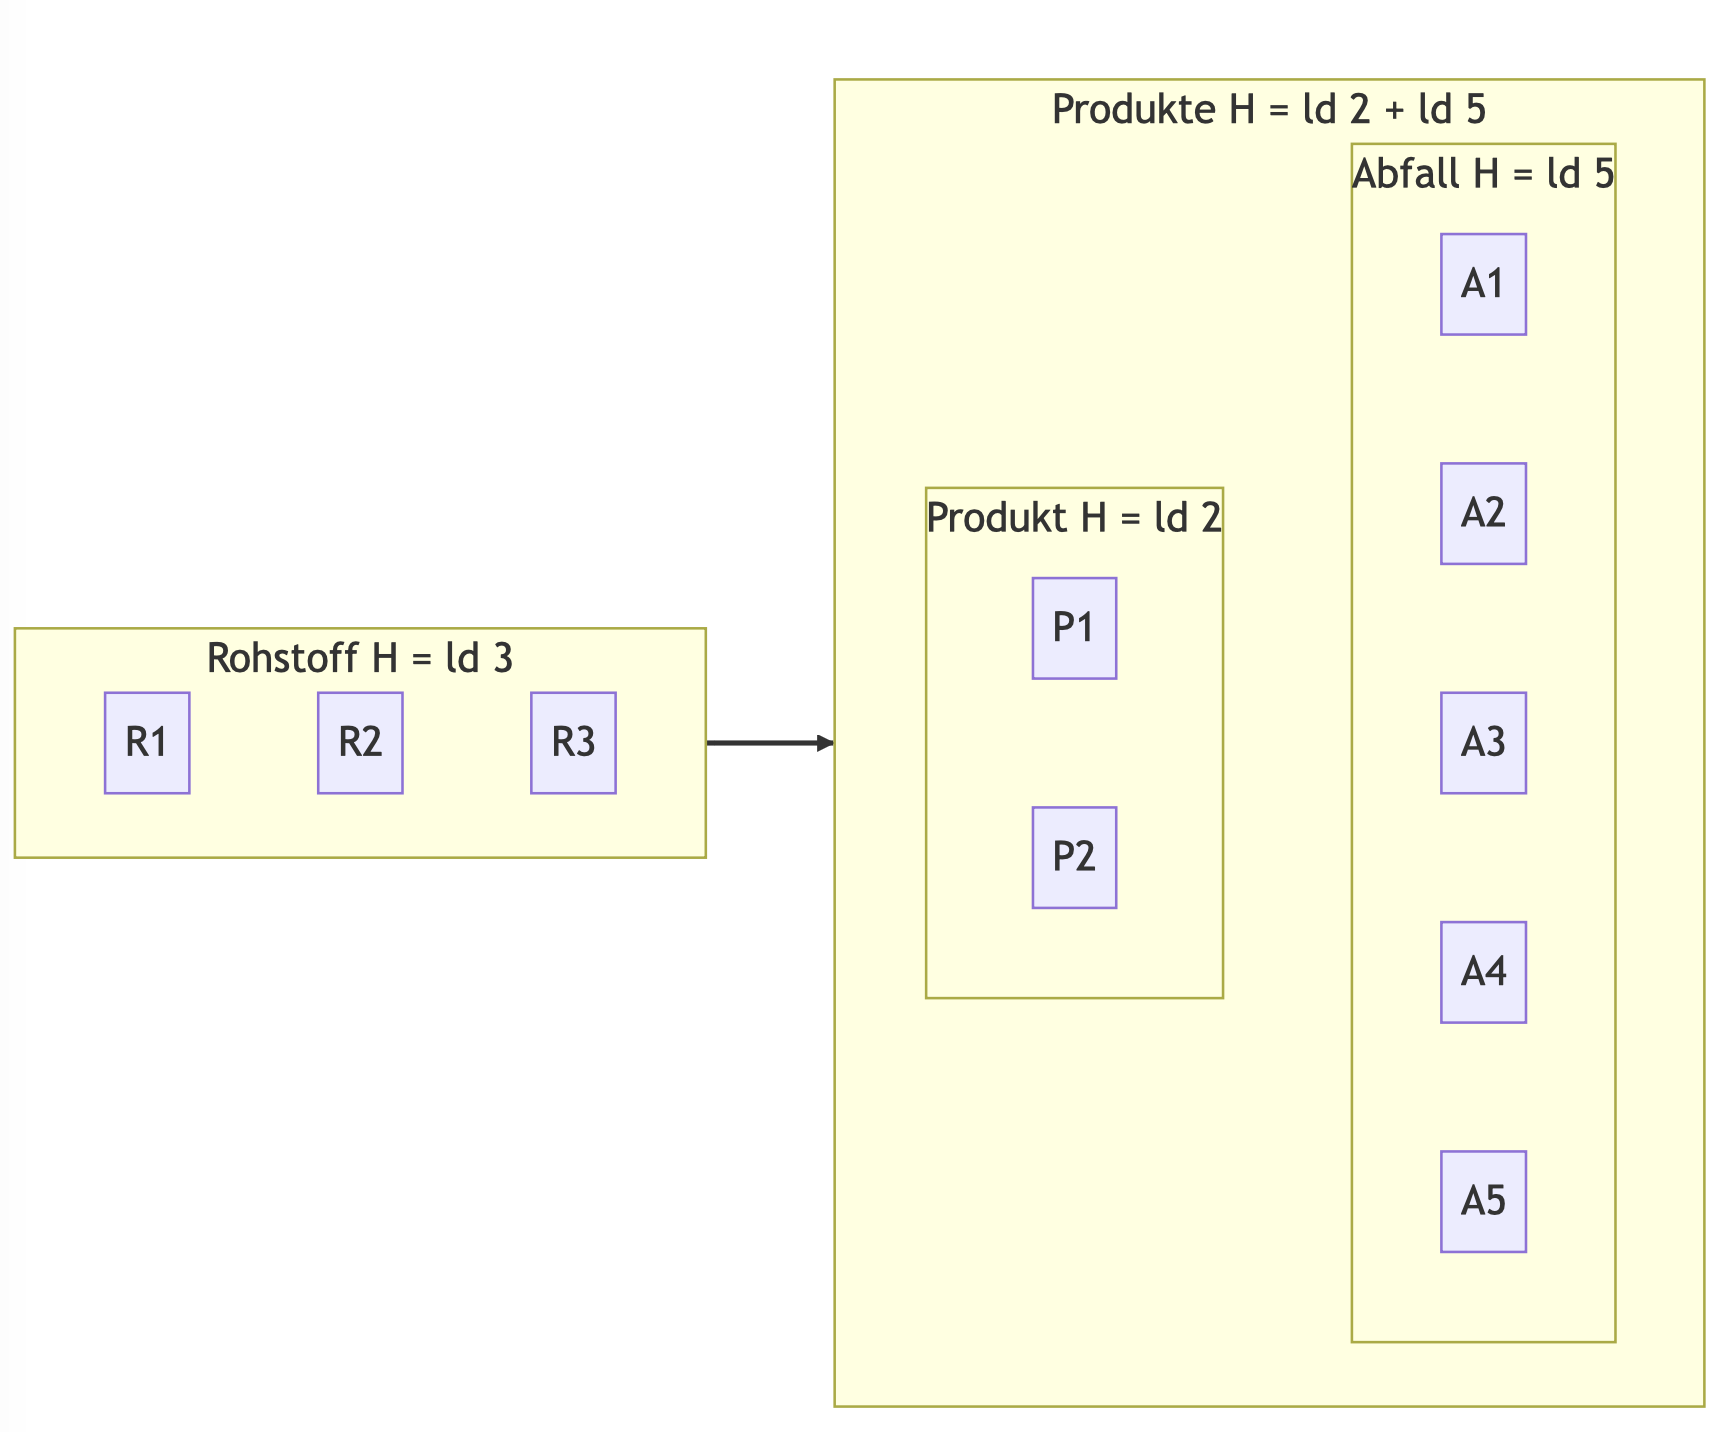 Produkte H = ld 2 + ld 5
Abfall H = ld 5
A1
A2
Produkt H = ld 2
P1
Rohstoff H = ld 3
R1 R2 R3
A3
P2
A4
A5